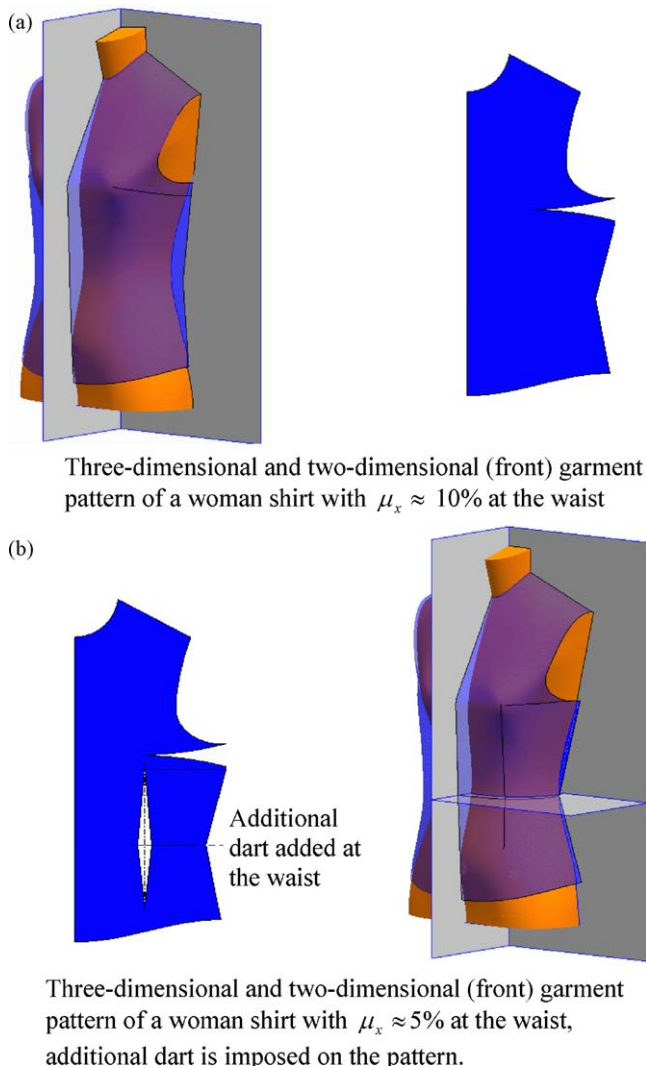 (a)
Three-dimensional and two-dimensional (front) garment
pattern of a woman shirt with μₓ ≈ 10% at the waist
(b)
Additional
dart added at
the waist
Three-dimensional and two-dimensional (front) garment
pattern of a woman shirt with μₓ ≈5% at the waist,
additional dart is imposed on the pattern.